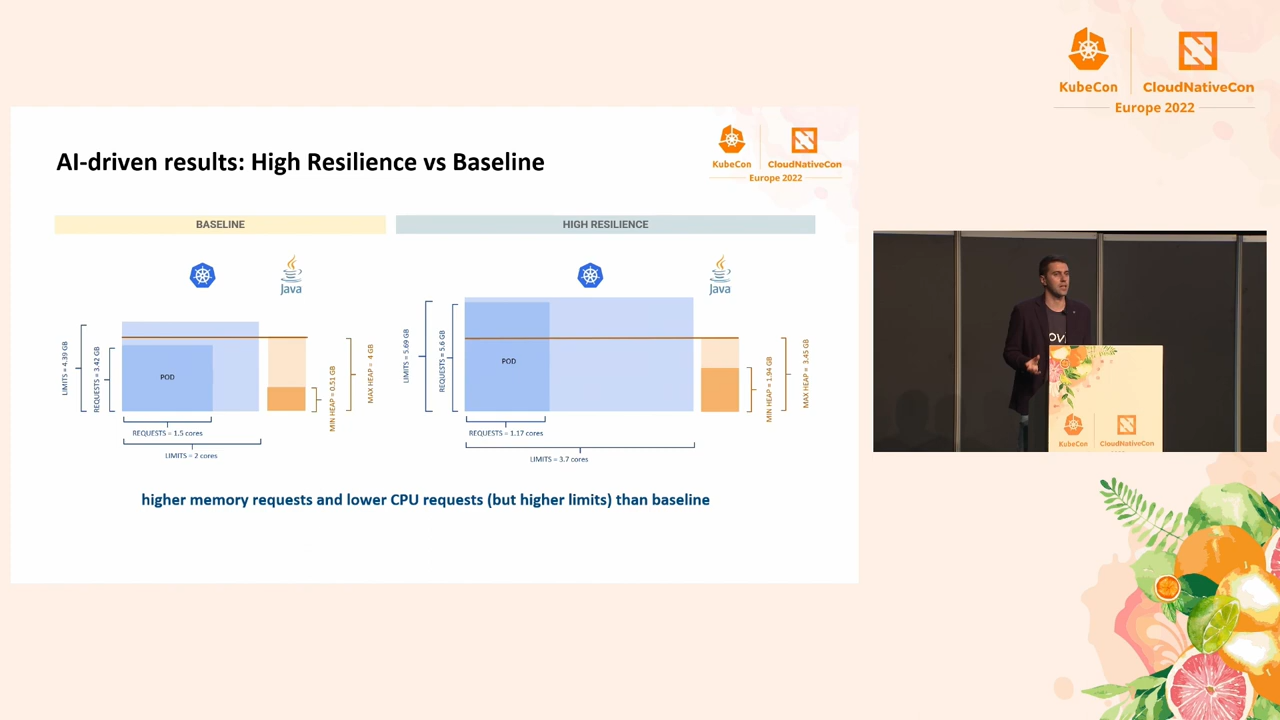 KubeCon
CloudNativeCon
Europe 2022
AI-driven results: High Resilience vs Baseline
KubeCon
CloudNativeCon
Europe 2022
BASELINE
HIGH RESILIENCE
Java
Java
LIMITS = 4.39 GB
REQUESTS = 3.42 GB
POD
MIN HEAP = 0.51 GB
MAX HEAP = 4 GB
REQUESTS = 1.5 cores
LIMITS = 2 cores
LIMITS = 5.69 GB
REQUESTS = 5.6 GB
POD
MIN HEAP = 1.94 GB
MAX HEAP = 3.45 GB
REQUESTS = 1.17 cores
LIMITS = 3.7 cores
higher memory requests and lower CPU requests (but higher limits) than baseline
KubeCon
CloudNativeCon